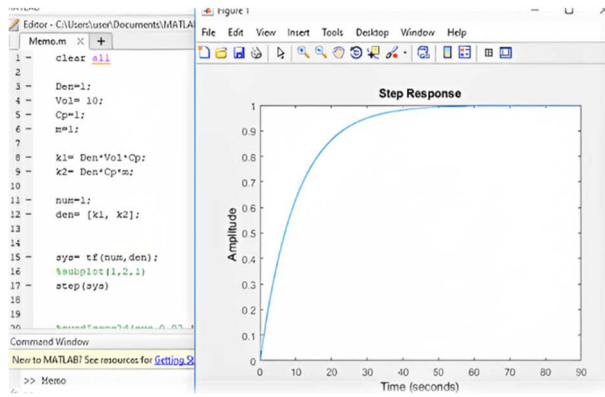 Editor - C:\Users\user\Documents\MATLA
Memo.m × +
1 - clear all
2
3 - Den=1;
4 - Vol= 10;
5 - Cp=1;
6 - m=1;
7
8 - k1= Den*Vol*Cp;
9 - k2= Den*Cp*m;
10
11 - num=1;
12 - den= [k1, k2];
13
14
15 - sys= tf(num,den);
16 %subplot(1,2,1)
17 - step(sys)
18
19
Command Window
New to MATLAB? See resources for Getting St
>> Memo
Figure 1
File Edit View Insert Tools Desktop Window Help
Step Response
Amplitude
1
0.9
0.8
0.7
0.6
0.5
0.4
0.3
0.2
0.1
0
0 10 20 30 40 50 60 70 80 90
Time (seconds)